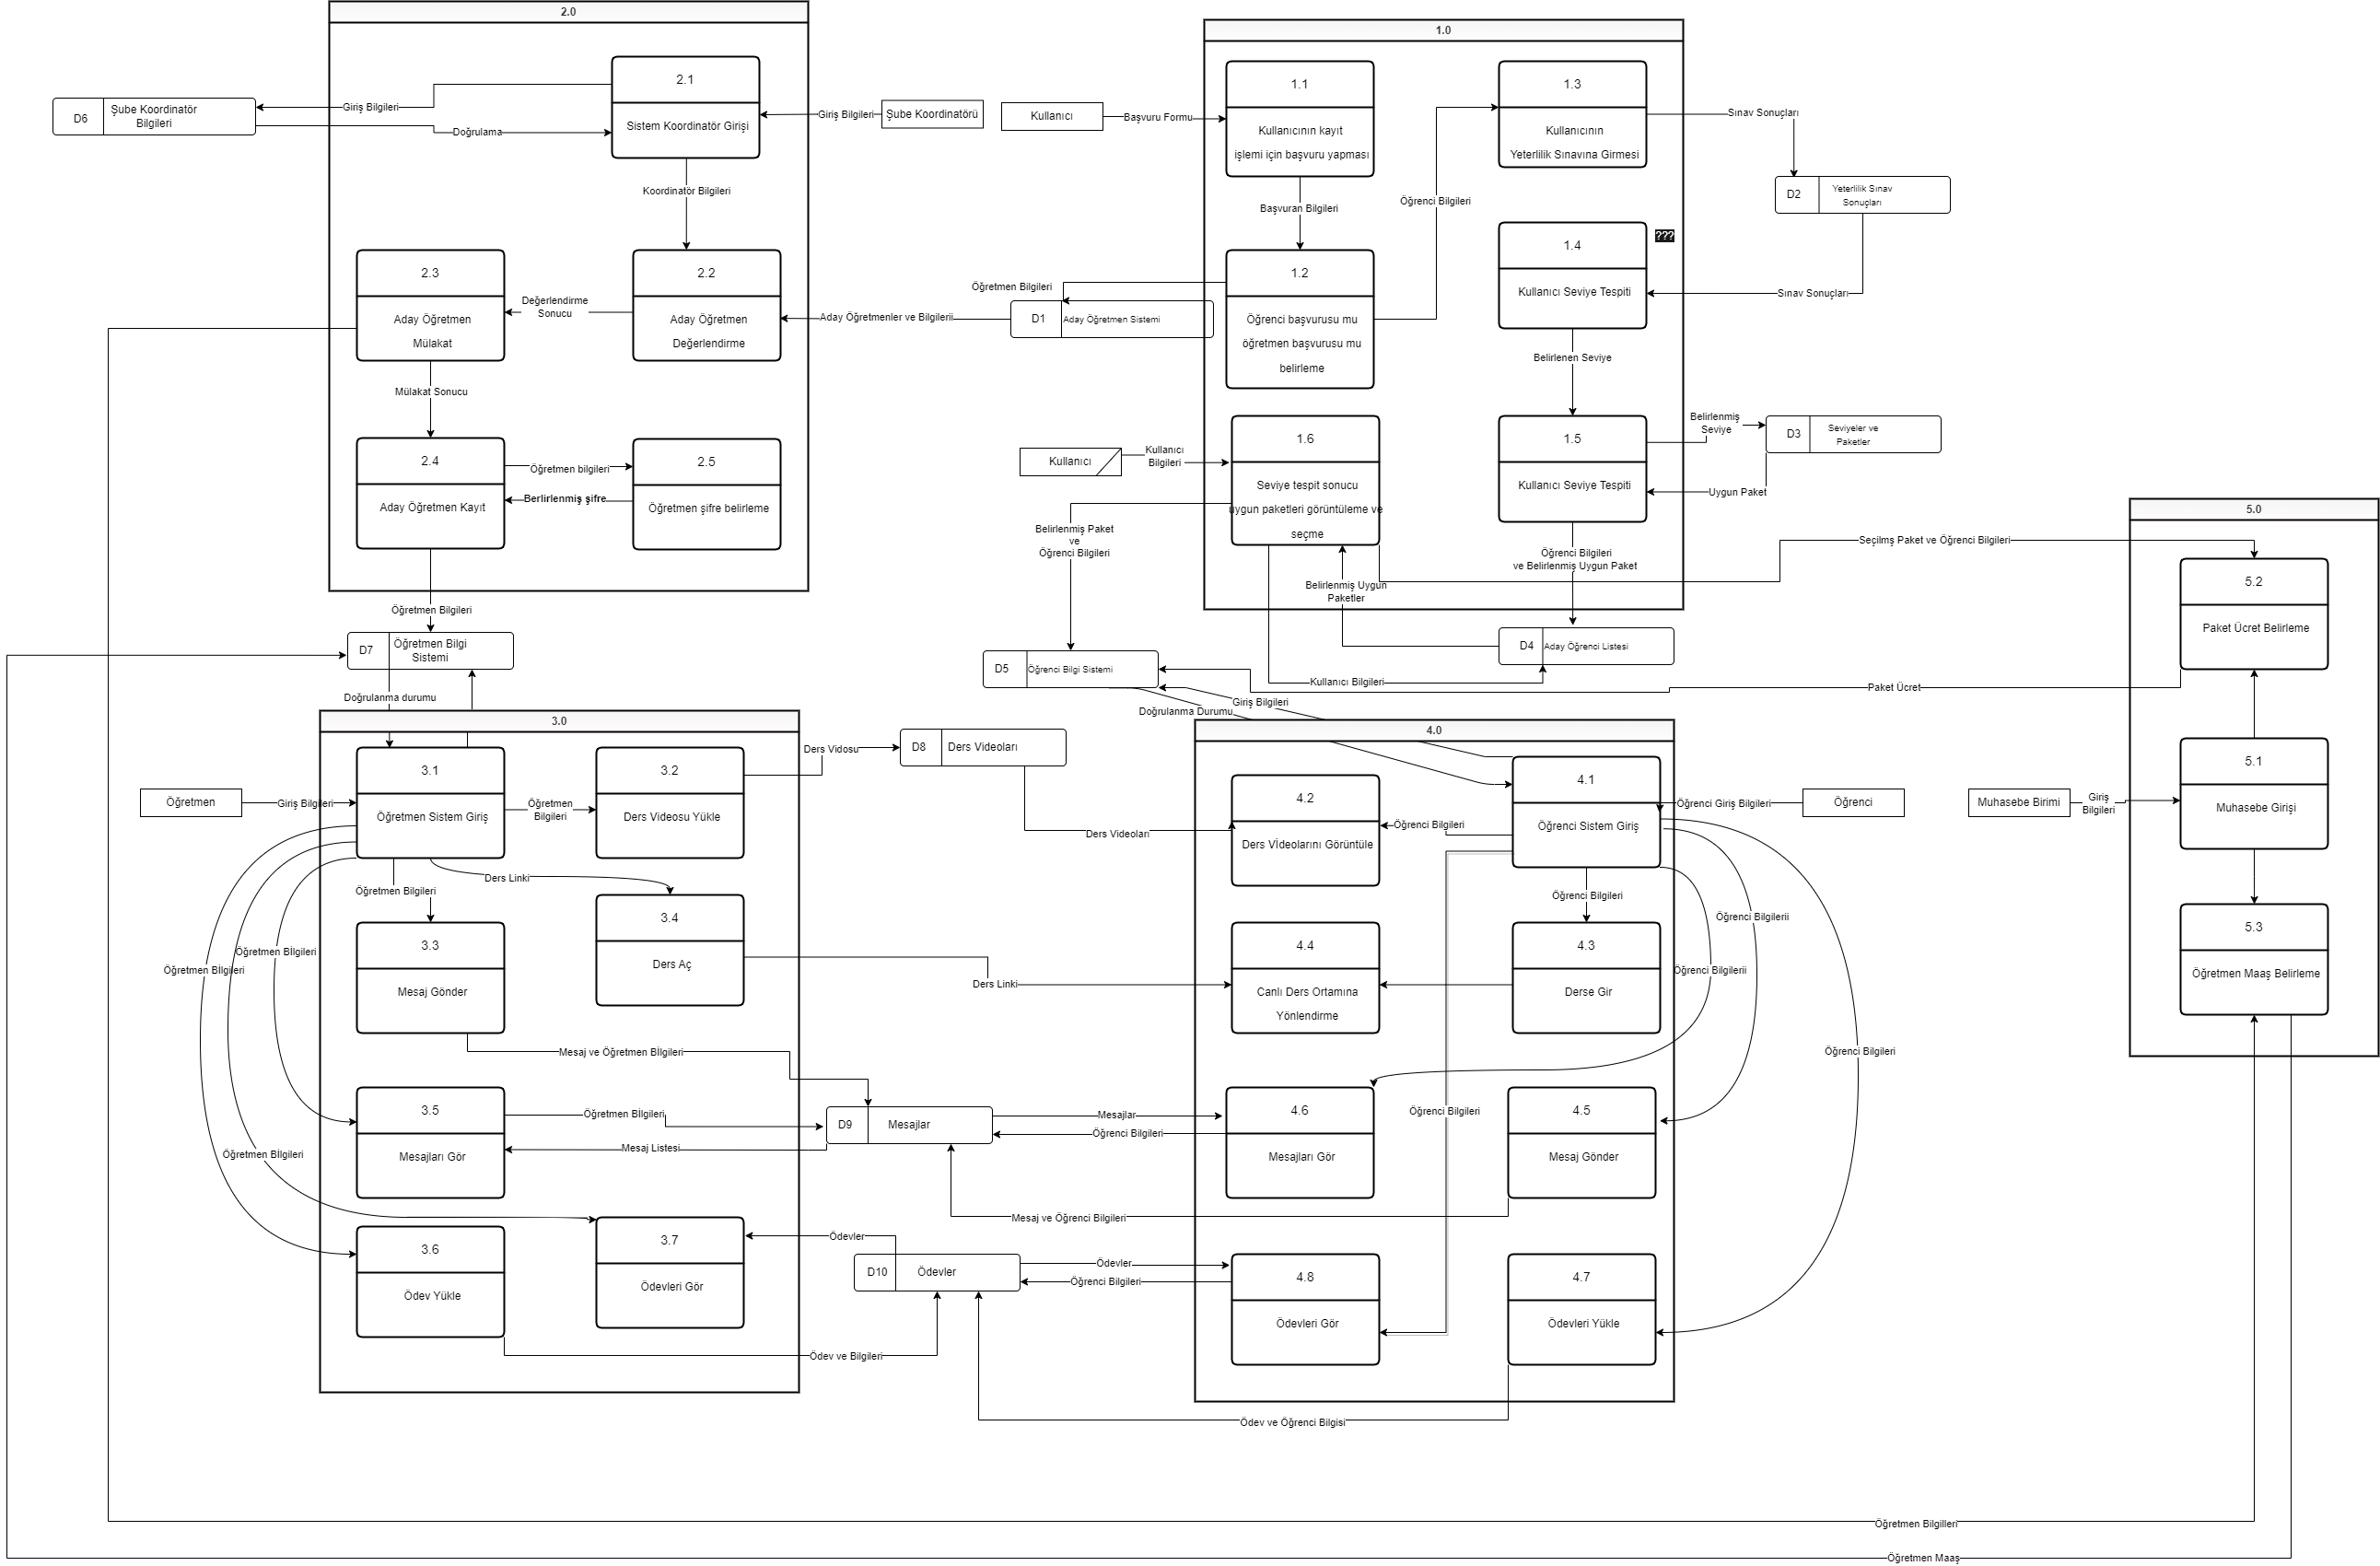 2.0
2.1
Sistem Koordinatör Girişi
D6
Şube Koordinatör
Bilgileri
Giriş Bilgileri
Doğrulama
Giriş Bilgileri
Şube Koordinatörü
Koordinatör Bilgileri
2.3
Aday Öğretmen
Mülakat
Değerlendirme
Sonucu
2.2
Aday Öğretmen
Değerlendirme
Aday Öğretmenler ve Bilgilerii
Mülakat Sonucu
2.4
Aday Öğretmen Kayıt
Öğretmen bilgileri
Berlirlenmiş şifre
2.5
Öğretmen şifre belirleme
Öğretmen Bilgileri
D7
Öğretmen Bilgi
Sistemi
Doğrulanma durumu
1.0
Kullanıcı
Başvuru Formu
1.1
Kullanıcının kayıt
işlemi için başvuru yapması
1.3
Kullanıcının
Yeterlilik Sınavına Girmesi
Sınav Sonuçları
D2
Yeterlilik Sınav
Sonuçları
Başvuran Bilgileri
Öğrenci Bilgileri
1.4
Kullanıcı Seviye Tespiti
???
Sınav Sonuçları
Öğretmen Bilgileri
D1
Aday Öğretmen Sistemi
1.2
Öğrenci başvurusu mu
öğretmen başvurusu mu
belirleme
Belirlenen Seviye
1.6
Seviye tespit sonucu
uygun paketleri görüntüleme ve
seçme
Kullanıcı
Kullanıcı
Bilgileri
1.5
Kullanıcı Seviye Tespiti
Belirlenmiş
Seviye
D3
Seviyeler ve
Paketler
Uygun Paket
Belirlenmiş Paket
ve
Öğrenci Bilgileri
Öğrenci Bilgileri
ve Belirlenmiş Uygun Paket
Belirlenmiş Uygun
Paketler
D4
Aday Öğrenci Listesi
D5
Öğrenci Bilgi Sistemi
Kullanıcı Bilgileri
Giriş Bilgileri
Doğrulanma Durumu
Seçilmş Paket ve Öğrenci Bilgileri
Paket Ücret
5.0
5.2
Paket Ücret Belirleme
5.1
Muhasebe Girişi
Muhasebe Birimi
Giriş
Bilgileri
5.3
Öğretmen Maaş Belirleme
3.0
3.1
Öğretmen Sistem Giriş
Öğretmen
Giriş Bilgileri
Öğretmen
Bilgileri
3.2
Ders Videosu Yükle
Ders Vidosu
D8
Ders Videoları
Ders Videoları
Öğretmen Bilgileri
Ders Linki
3.4
Ders Aç
3.3
Mesaj Gönder
Öğretmen Bİlgileri
Öğretmen Bİlgileri
Ders Linki
Mesaj ve Öğretmen Bİlgileri
3.5
Mesajları Gör
Öğretmen Bİlgileri
Mesaj Listesi
D9
Mesajlar
Öğretmen Bİlgileri
3.6
Ödev Yükle
3.7
Ödevleri Gör
Ödevler
D10
Ödevler
Ödev ve Bilgileri
4.0
4.1
Öğrenci Sistem Giriş
Öğrenci Giriş Bilgileri
Öğrenci
4.2
Ders Vİdeolarını Görüntüle
Öğrenci Bilgileri
Öğrenci Bilgileri
4.4
Canlı Ders Ortamına
Yönlendirme
4.3
Derse Gir
Öğrenci Bilgilerii
Öğrenci Bilgilerii
Öğrenci Bilgileri
4.6
Mesajları Gör
Mesajlar
Öğrenci Bilgileri
Öğrenci Bilgileri
4.5
Mesaj Gönder
Mesaj ve Öğrenci Bilgileri
4.8
Ödevleri Gör
Ödevler
Öğrenci Bilgileri
4.7
Ödevleri Yükle
Ödev ve Öğrenci Bilgisi
Öğretmen Bilgilleri
Öğretmen Maaş